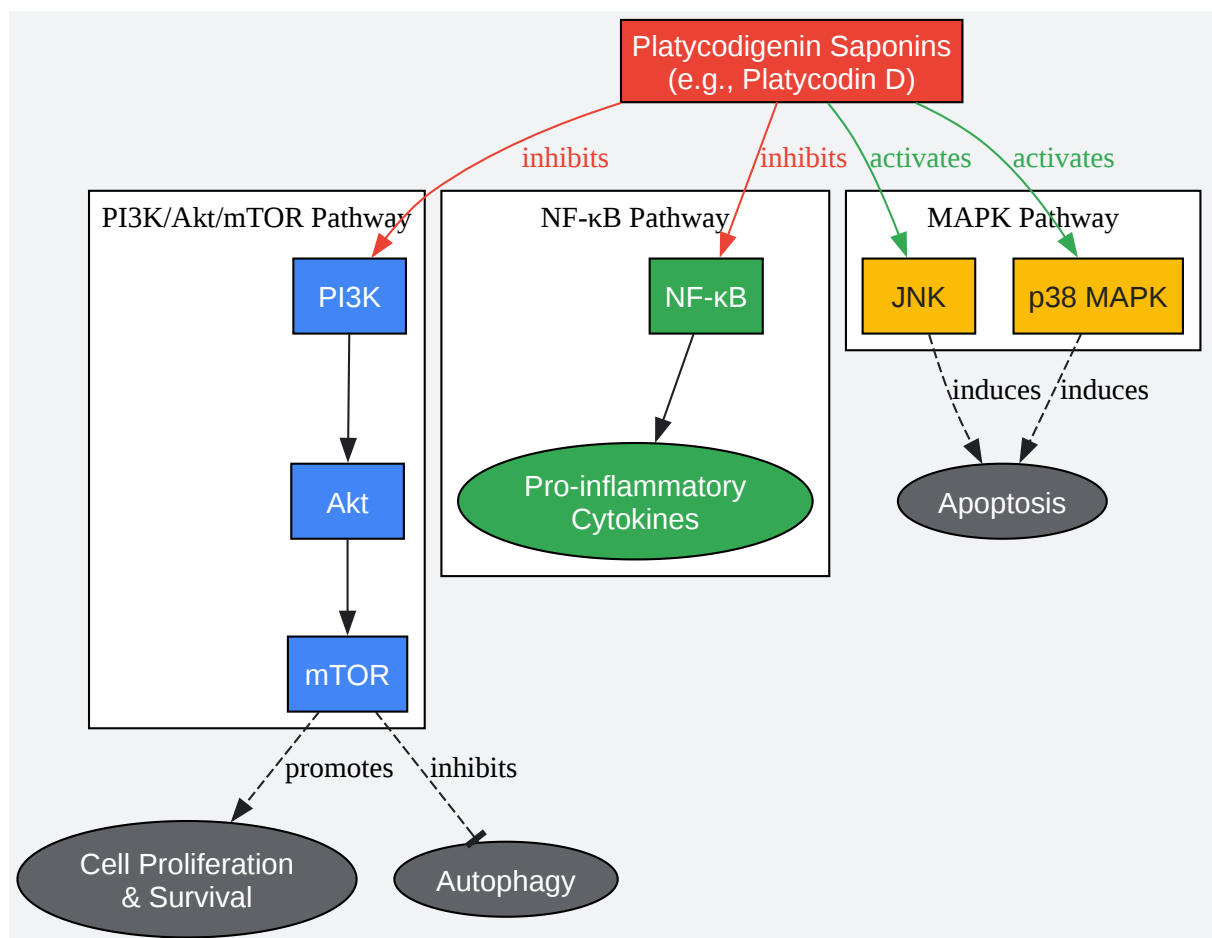 Platycodigenin Saponins
(e.g., Platycodin D)
inhibits
inhibits
activates
activates
PI3K/Akt/mTOR Pathway
NF-κB Pathway
MAPK Pathway
PI3K
NF-κB
JNK
p38 MAPK
induces
induces
Akt
Pro-inflammatory
Cytokines
Apoptosis
mTOR
promotes
inhibits
Cell Proliferation
& Survival
Autophagy